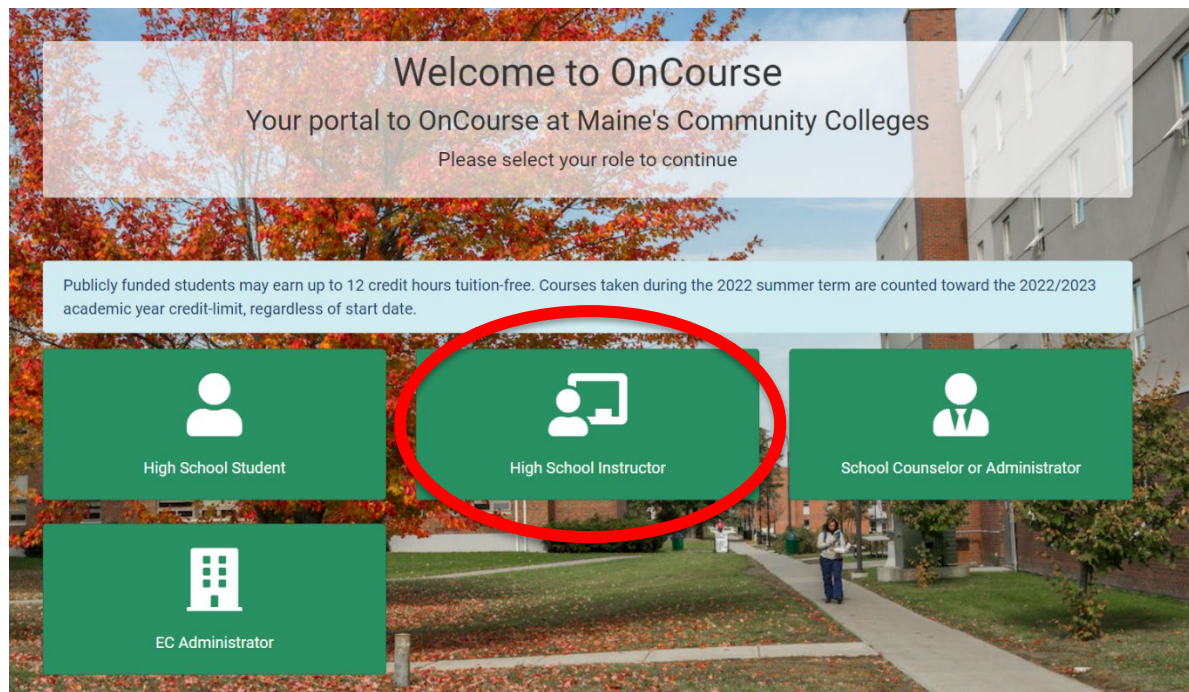 Welcome to OnCourse
Your portal to OnCourse at Maine's Community Colleges
Please select your role to continue
Publicly funded students may earn up to 12 credit hours tuition-free. Courses taken during the 2022 summer term are counted toward the 2022/2023
academic year credit-limit, regardless of start date.
High School Student
High School Instructor
School Counselor or Administrator
EC Administrator